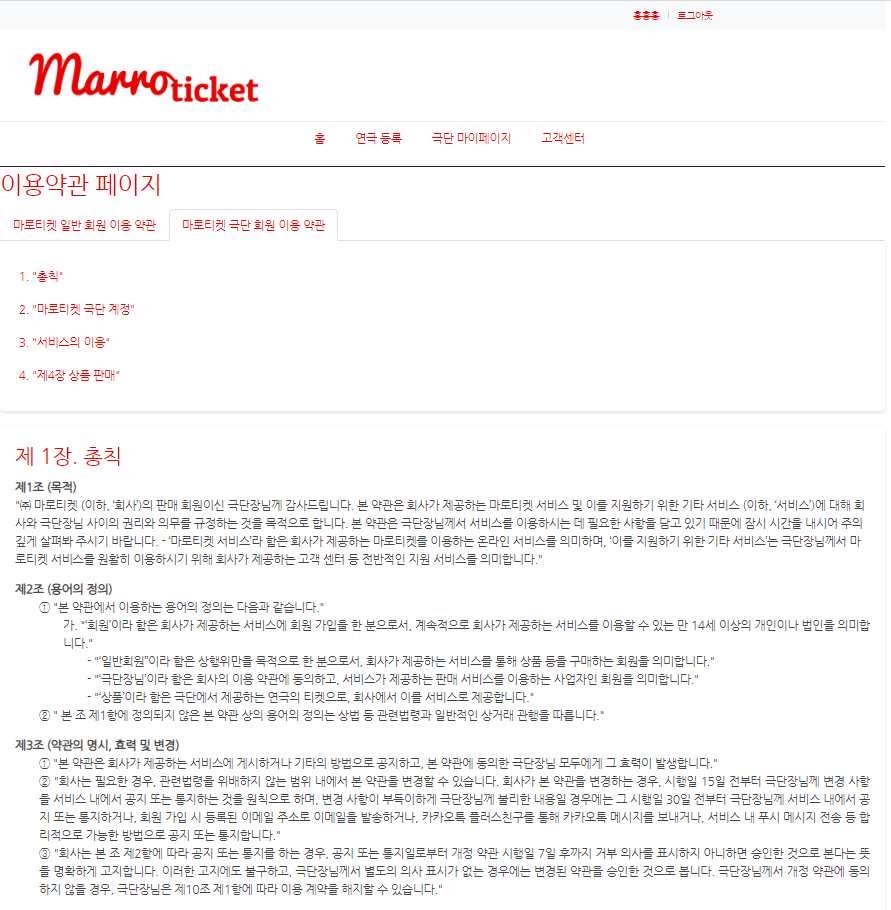 홍홍홍 | 로그아웃
Marroticket
홈 연극 등록 극단 마이페이지 고객센터
이용약관 페이지
마로티켓 일반 회원 이용 약관 마로티켓 극단 회원 이용 약관
1. "총칙"
2. "마로티켓 극단 계정"
3. "서비스의 이용"
4. "제4장 상품 판매"
제 1장. 총칙
제1조 (목적)
"㈜ 마로티켓 (이하, ‘회사’)의 판매 회원이신 극단장님께 감사드립니다. 본 약관은 회사가 제공하는 마로티켓 서비스 및 이를 지원하기 위한 기타 서비스 (이하, ‘서비스’)에 대해 회
사와 극단장님 사이의 권리와 의무를 규정하는 것을 목적으로 합니다. 본 약관은 극단장님께서 서비스를 이용하시는 데 필요한 사항을 담고 있기 때문에 잠시 시간을 내시어 주의
깊게 살펴봐 주시기 바랍니다. - ‘마로티켓 서비스’라 함은 회사가 제공하는 마로티켓를 이용하는 온라인 서비스를 의미하며, ‘이를 지원하기 위한 기타 서비스’는 극단장님께서 마
로티켓 서비스를 원활히 이용하시기 위해 회사가 제공하는 고객 센터 등 전반적인 지원 서비스를 의미합니다."
제2조 (용어의 정의)
① "본 약관에서 이용하는 용어의 정의는 다음과 같습니다."
가. "‘회원’이라 함은 회사가 제공하는 서비스에 회원 가입을 한 분으로서, 계속적으로 회사가 제공하는 서비스를 이용할 수 있는 만 14세 이상의 개인이나 법인을 의미합
니다."
- "‘일반회원”이라 함은 상행위만을 목적으로 한 분으로서, 회사가 제공하는 서비스를 통해 상품 등을 구매하는 회원을 의미합니다."
- "‘극단장님’이라 함은 회사의 이용 약관에 동의하고, 서비스가 제공하는 판매 서비스를 이용하는 사업자인 회원을 의미합니다."
- "‘상품’이라 함은 극단에서 제공하는 연극의 티켓으로, 회사에서 이를 서비스로 제공합니다."
② " 본 조 제1항에 정의되지 않은 본 약관 상의 용어의 정의는 상법 등 관련법령과 일반적인 상거래 관행을 따릅니다."
제3조 (약관의 명시, 효력 및 변경)
① "본 약관은 회사가 제공하는 서비스에 게시하거나 기타의 방법으로 공지하고, 본 약관에 동의한 극단장님 모두에게 그 효력이 발생합니다."
② "회사는 필요한 경우, 관련법령을 위배하지 않는 범위 내에서 본 약관을 변경할 수 있습니다. 회사가 본 약관을 변경하는 경우, 시행일 15일 전부터 극단장님께 변경 사항
을 서비스 내에서 공지 또는 통지하는 것을 원칙으로 하며, 변경 사항이 부득이하게 극단장님께 불리한 내용일 경우에는 그 시행일 30일 전부터 극단장님께 서비스 내에서 공
지 또는 통지하거나, 회원 가입 시 등록된 이메일 주소로 이메일을 발송하거나, 카카오톡 플러스친구를 통해 카카오톡 메시지를 보내거나, 서비스 내 푸시 메시지 전송 등 합
리적으로 가능한 방법으로 공지 또는 통지합니다."
③ "회사는 본 조 제2항에 따라 공지 또는 통지를 하는 경우, 공지 또는 통지일로부터 개정 약관 시행일 7일 후까지 거부 의사를 표시하지 아니하면 승인한 것으로 본다는 뜻
을 명확하게 고지합니다. 이러한 고지에도 불구하고, 극단장님께서 별도의 의사 표시가 없는 경우에는 변경된 약관을 승인한 것으로 봅니다. 극단장님께서 개정 약관에 동의
하지 않을 경우, 극단장님은 제10조 제1항에 따라 이용 계약을 해지할 수 있습니다."